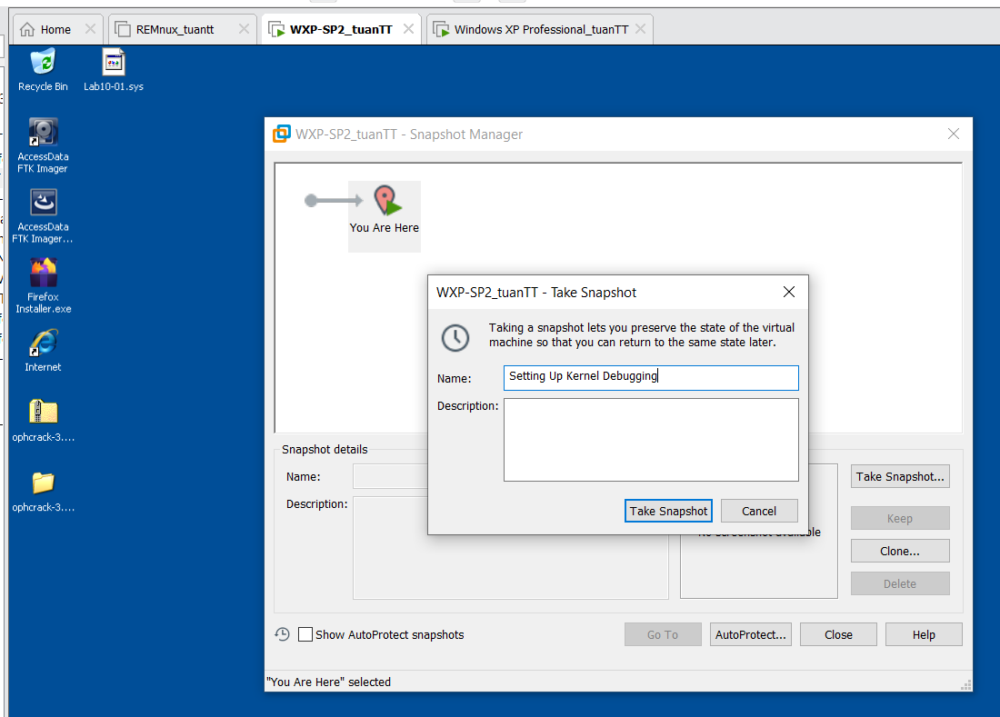 Home
REMnux_tuantt
WXP-SP2_tuanTT
Windows XP Professional_tuanTT
Recycle Bin
Lab10-01.sys
AccessData
FTK Imager
AccessData
FTK Imager...
Firefox
Installer.exe
Internet
ophcrack-3....
ophcrack-3....
WXP-SP2_tuanTT - Snapshot Manager
You Are Here
WXP-SP2_tuanTT - Take Snapshot
Taking a snapshot lets you preserve the state of the virtual
machine so that you can return to the same state later.
Name:
Setting Up Kernel Debugging
Description:
Take Snapshot
Cancel
Snapshot details
Name:
Description:
Take Snapshot...
Keep
Clone...
Delete
Show AutoProtect snapshots
Go To
AutoProtect...
Close
Help
"You Are Here" selected